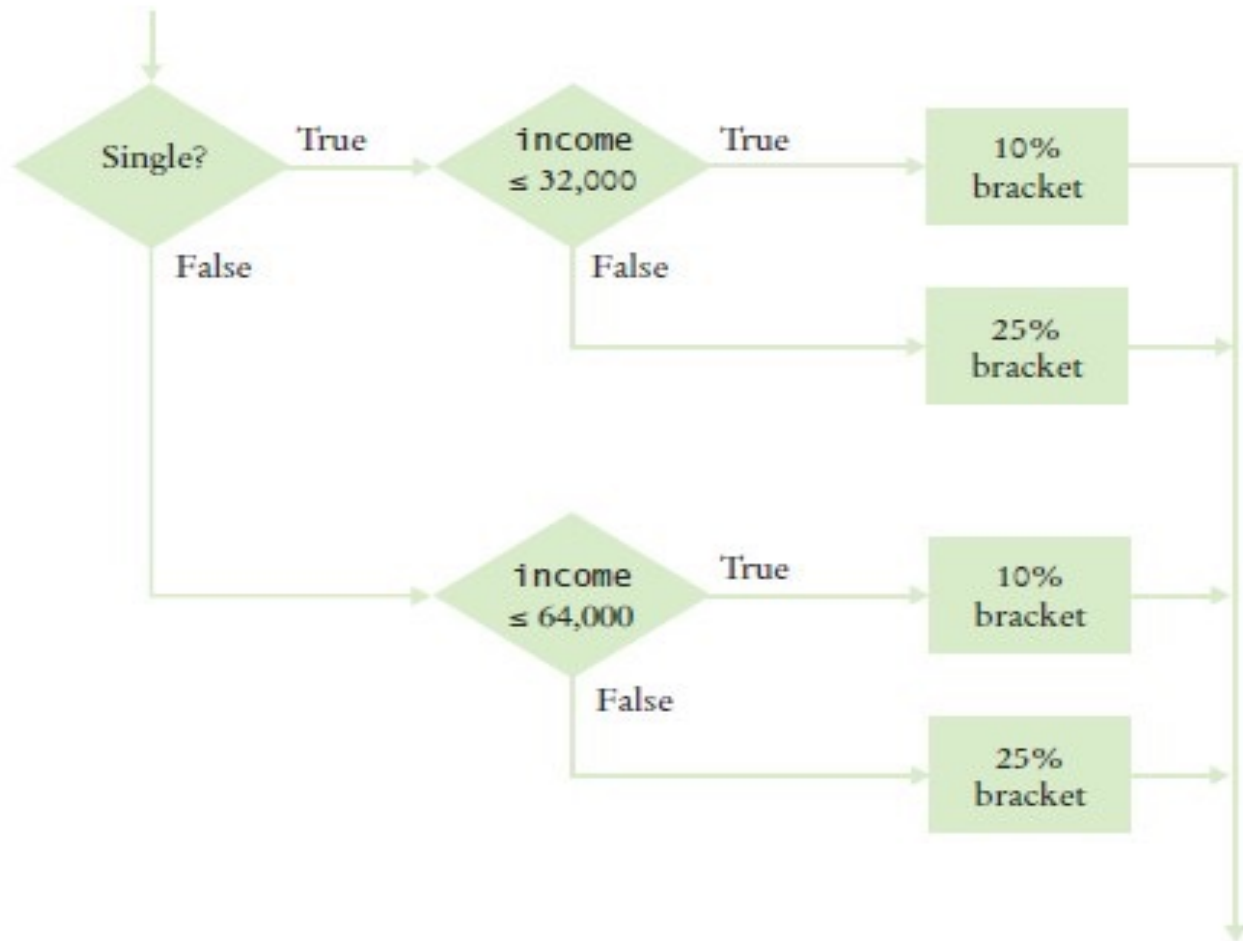 Single?
True
income
≤ 32,000
True
10%
bracket
False
False
25%
bracket
income
≤ 64,000
True
10%
bracket
False
25%
bracket